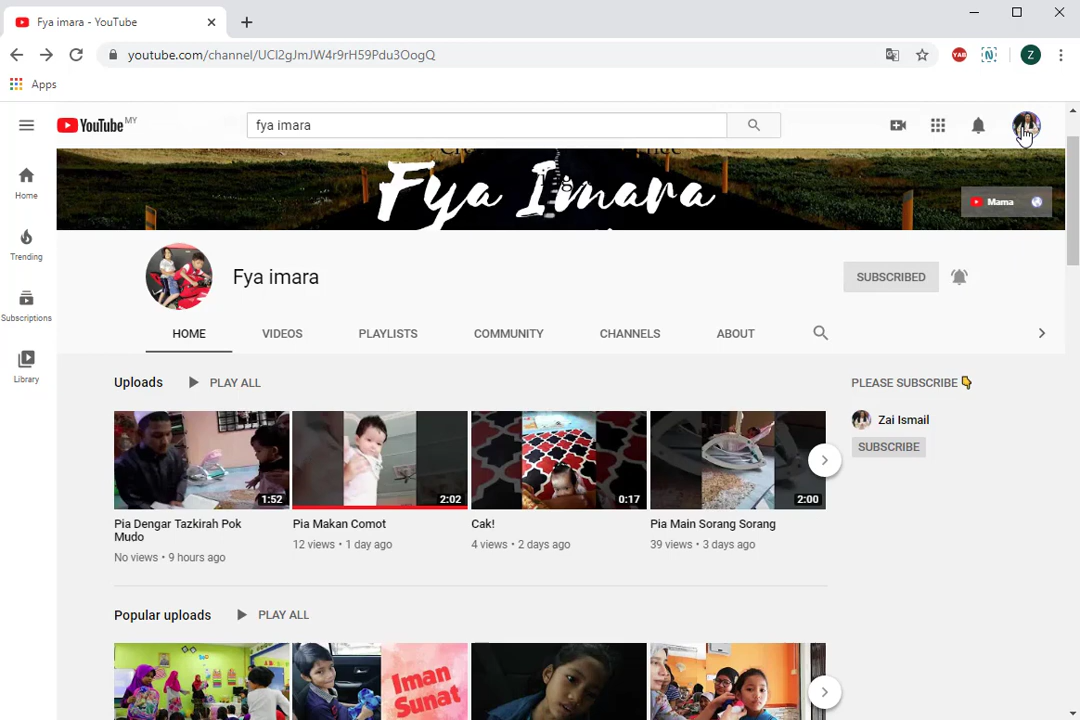 Fya imara - YouTube
youtube.com/channel/UCI2gJmJW4r9rH59Pdu3OogQ
YAB
N
Z
Apps
YouTube MY
fya imara
Home
Trending
Subscriptions
Library
Fya Imara
Mama
Fya imara
SUBSCRIBED
HOME VIDEOS PLAYLISTS COMMUNITY CHANNELS ABOUT
Uploads PLAY ALL
PLEASE SUBSCRIBE 👇
Zai Ismail
SUBSCRIBE
1:52
2:02
0:17
2:00
Pia Dengar Tazkirah Pok
Mudo
No views • 9 hours ago
Pia Makan Comot
12 views • 1 day ago
Cak!
4 views • 2 days ago
Pia Main Sorang Sorang
39 views • 3 days ago
Popular uploads PLAY ALL
Iman
Sunat